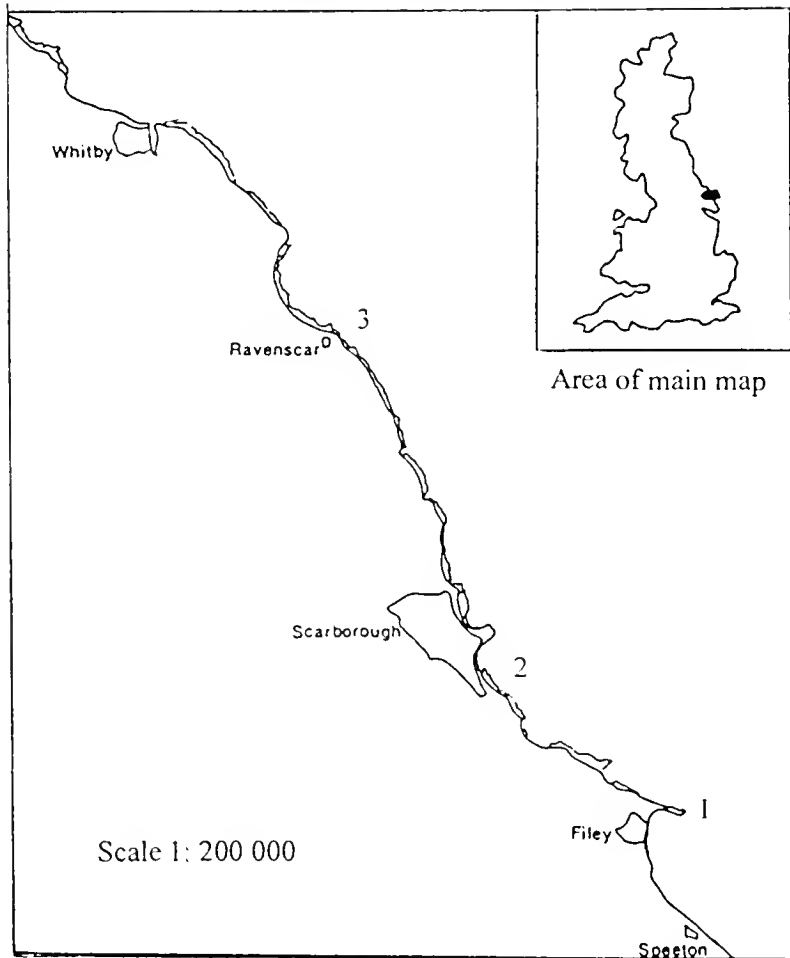 Whitby
3
Ravenscar
Area of main map
Scarborough
2
1
Filey
Scale 1: 200 000
Speeton